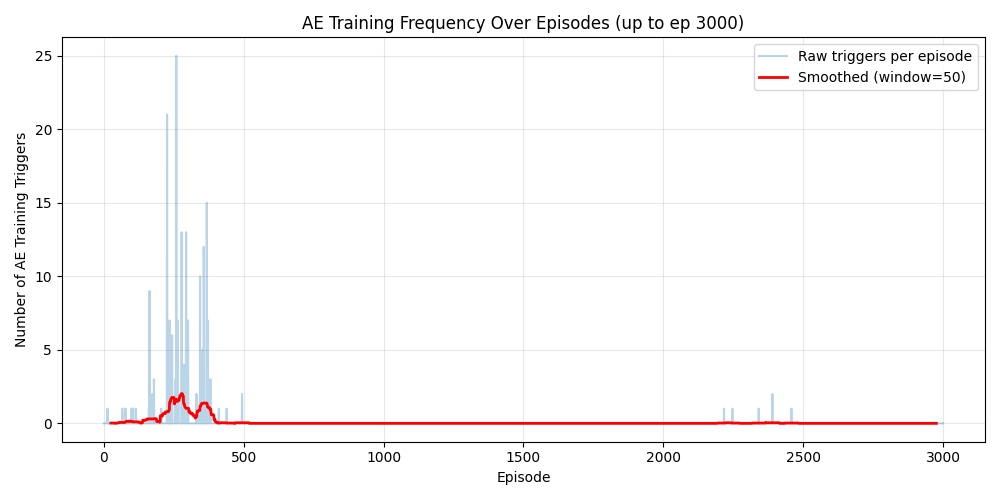 AE Training Frequency Over Episodes (up to ep 3000)
Raw triggers per episode
Smoothed (window=50)
Number of AE Training Triggers
25
20
15
10
5
0
0 500 1000 1500 2000 2500 3000
Episode